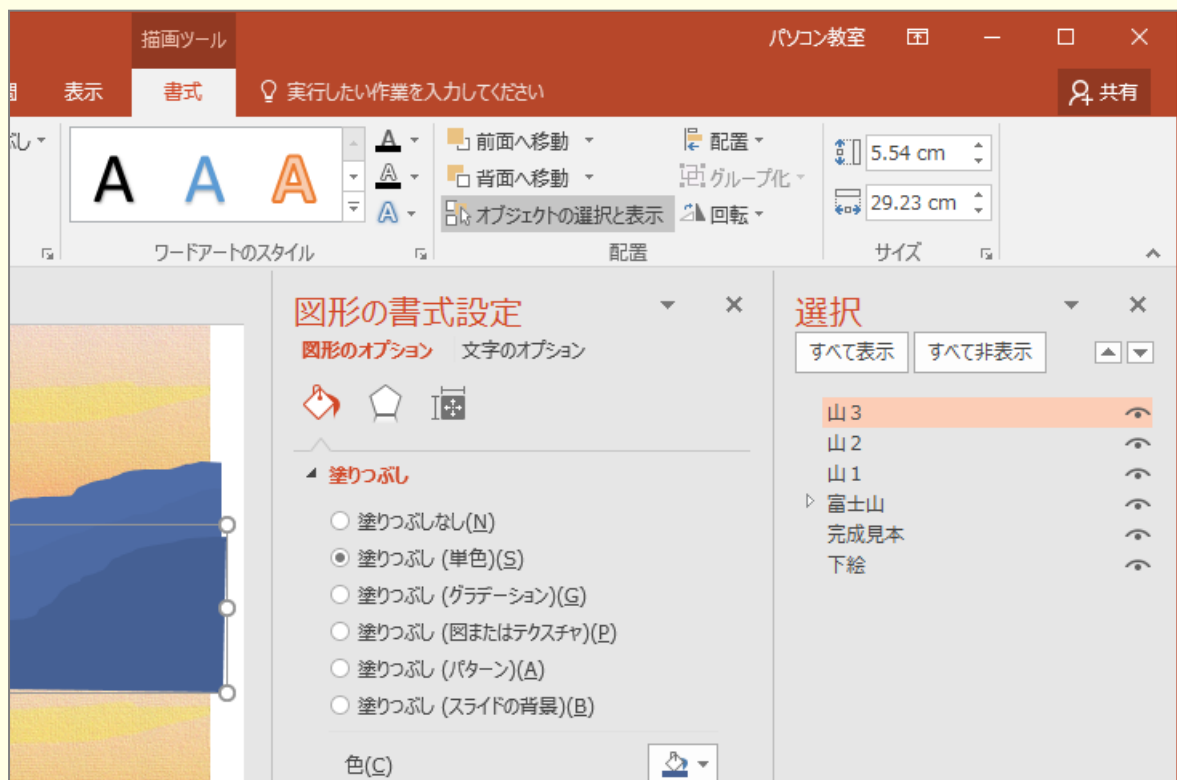 描画ツール
パソコン教室
表示
書式
実行したい作業を入力してください
共有
A A A
前面へ移動
背面へ移動
オブジェクトの選択と表示
配置
グループ化
回転
5.54 cm
29.23 cm
ワードアートのスタイル
配置
サイズ
図形の書式設定
図形のオプション 文字のオプション
塗りつぶし
塗りつぶしなし(N)
塗りつぶし (単色)(S)
塗りつぶし (グラデーション)(G)
塗りつぶし (図またはテクスチャ)(P)
塗りつぶし (パターン)(A)
塗りつぶし (スライドの背景)(B)
色(C)
選択
すべて表示 すべて非表示
山3
山2
山1
富士山
完成見本
下絵